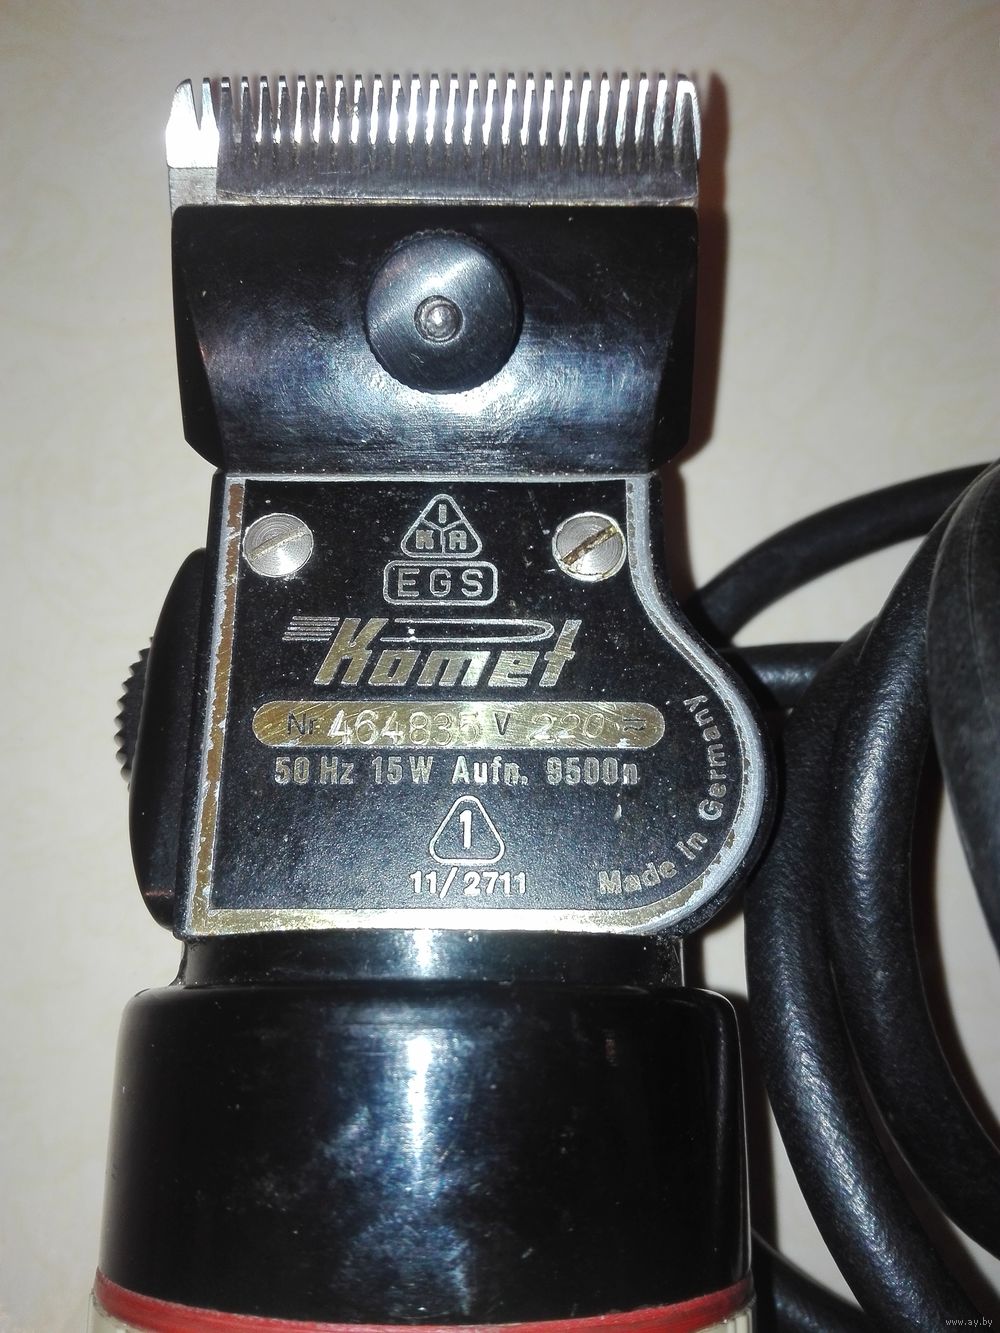 IKA
EGS
Komet
Nr. 464835 V 220
50 Hz 15 W Aufn. 9500n
1
11/2711
Made in Germany
www.ay.by